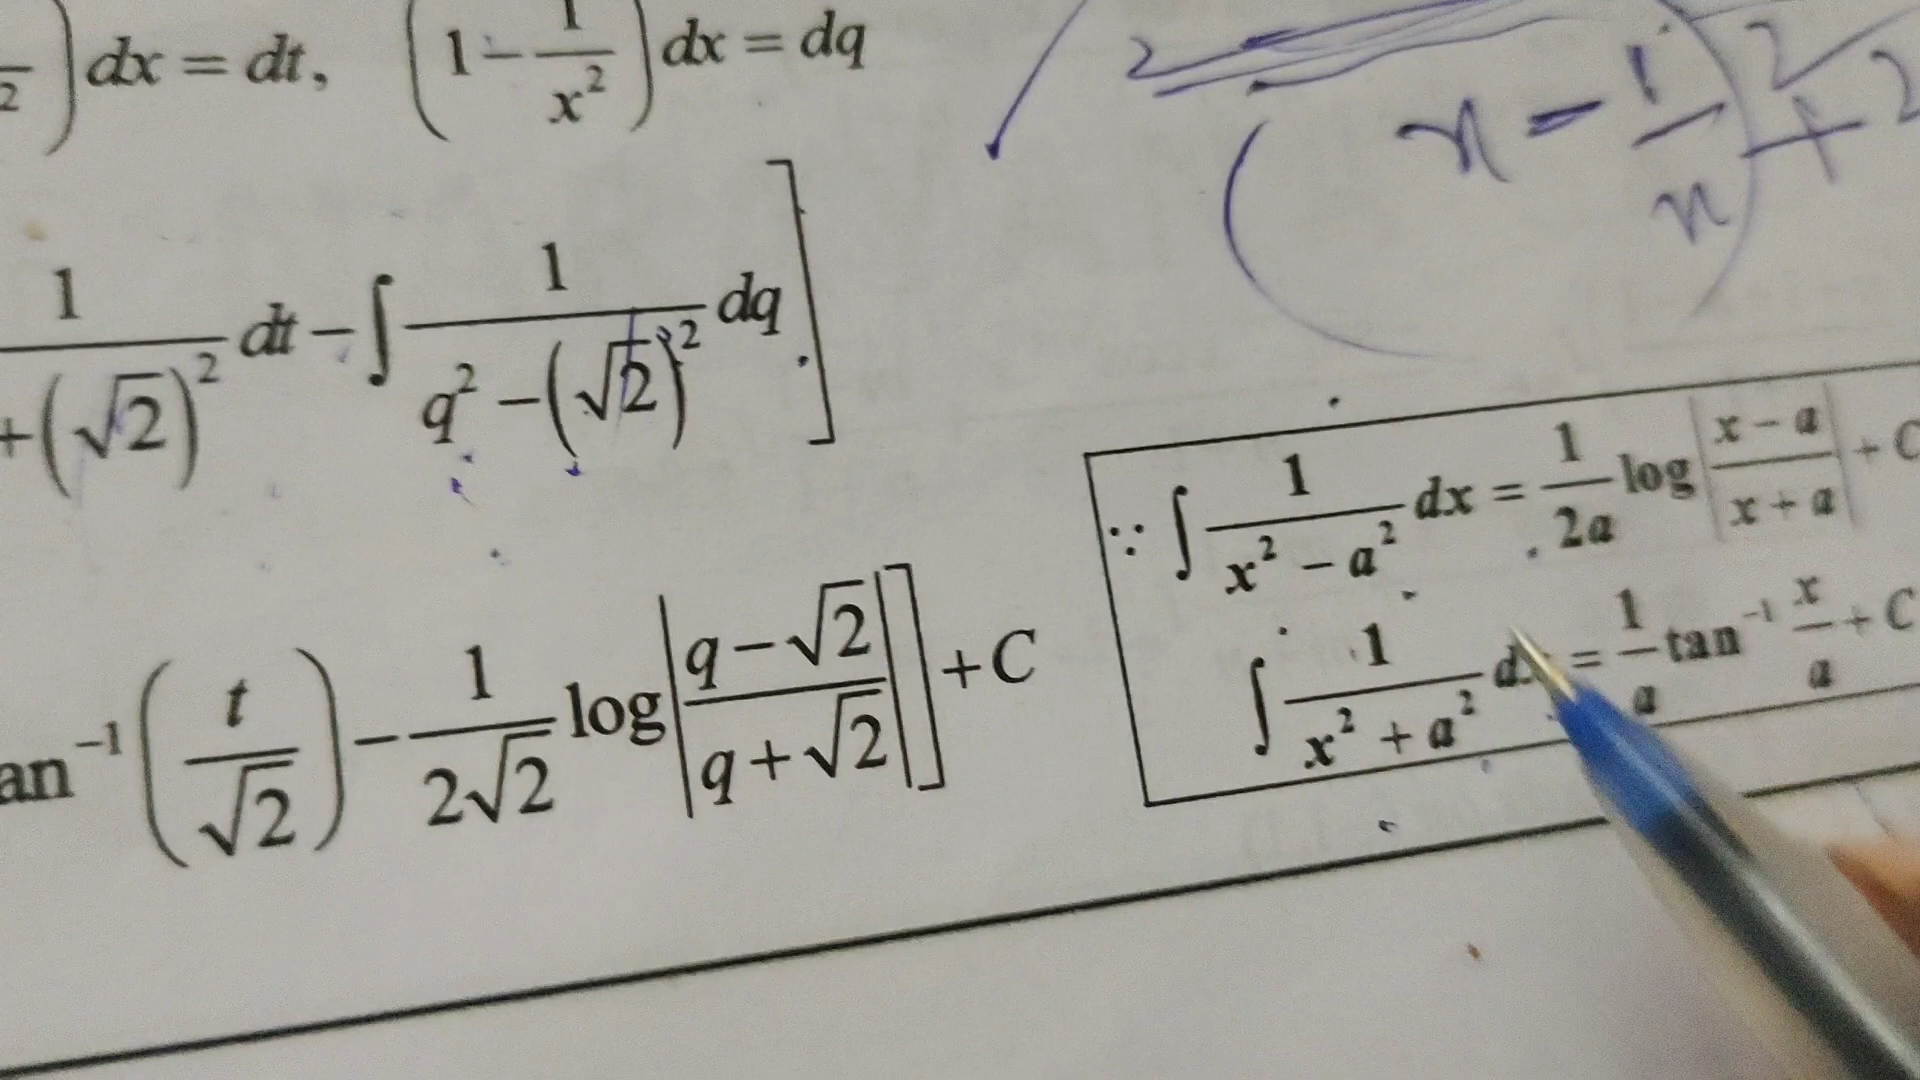 2) dx = dt, (1 − 1/x²) dx = dq
2
(x − 1/x)² + 2
1/(+(√2)²) dt − ∫ 1/(q² − (√2)²) dq ]
∵ ∫ 1/(x² − a²) dx = 1/(2a) log |(x − a)/(x + a)| + C
an⁻¹ (t/√2) − 1/(2√2) log |(q − √2)/(q + √2)| ] + C
∫ 1/(x² + a²) dx = 1/a tan⁻¹ x/a + C